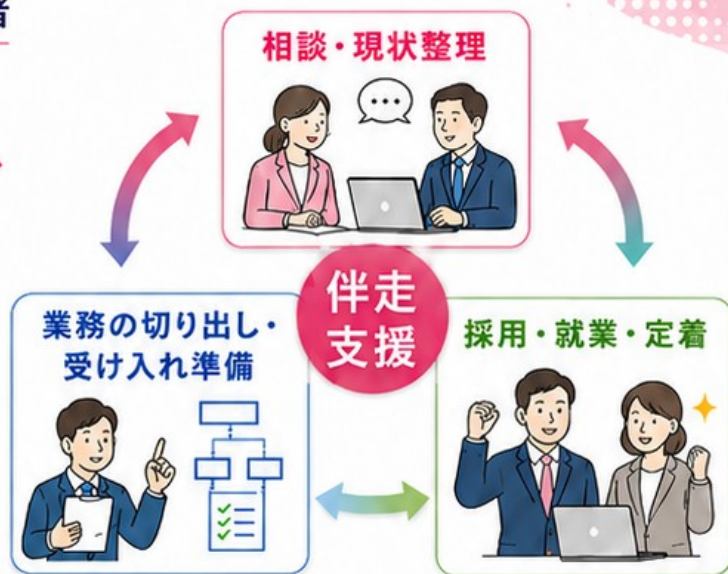 者
相談・現状整理
伴走
支援
業務の切り出し・
受け入れ準備
採用・就業・定着